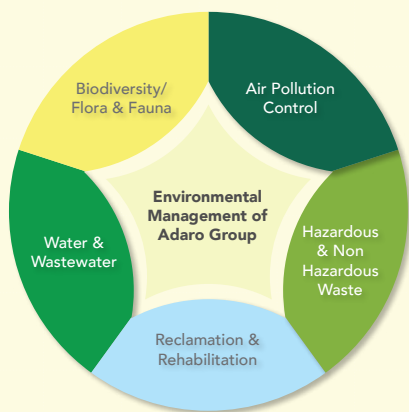 Biodiversity/
Flora & Fauna
Air Pollution
Control
Environmental
Management of
Adaro Group
Water &
Wastewater
Hazardous
& Non
Hazardous
Waste
Reclamation &
Rehabilitation